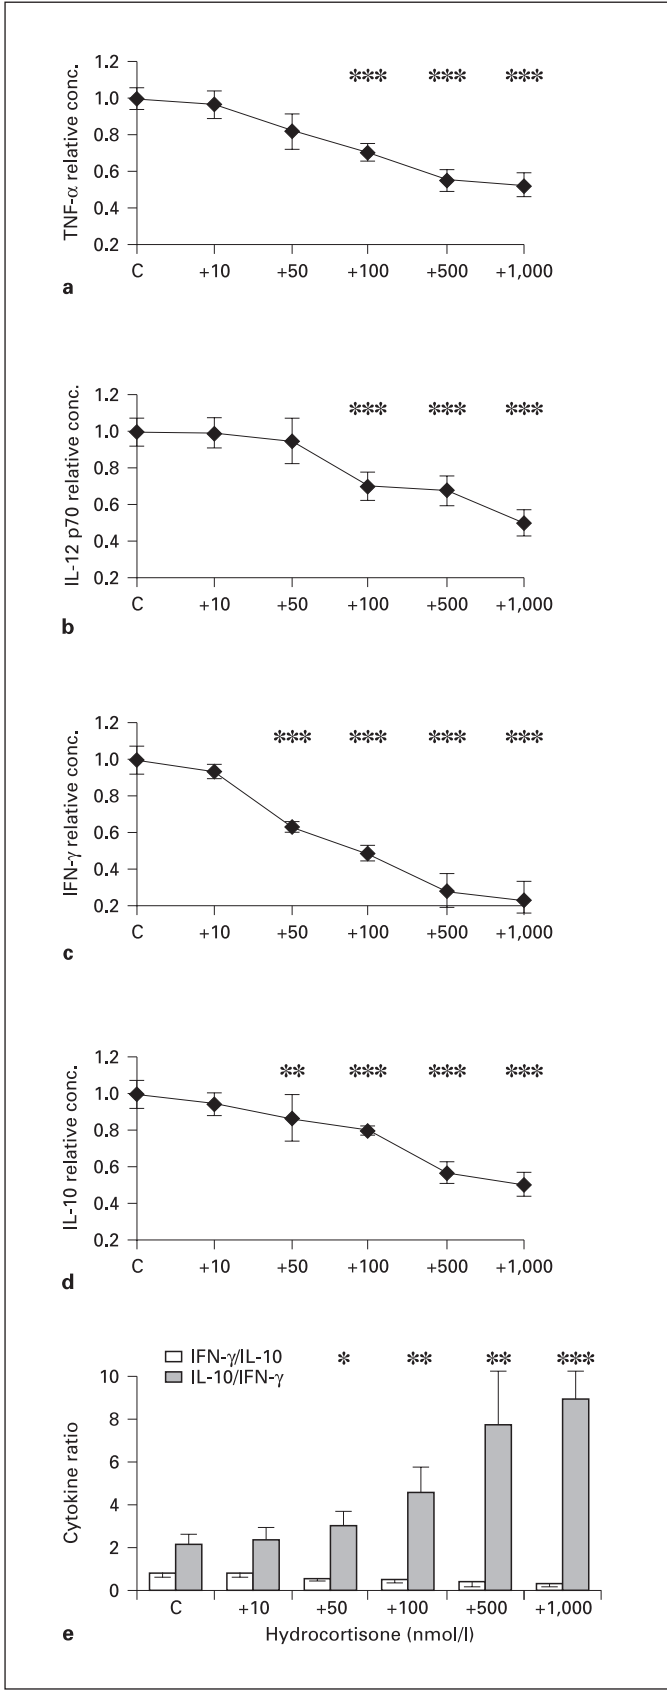 TNF-α relative conc.
1.2
1.0
0.8
0.6
0.4
0.2
*** *** ***
C +10 +50 +100 +500 +1,000
a
IL-12 p70 relative conc.
1.2
1.0
0.8
0.6
0.4
0.2
*** *** ***
C +10 +50 +100 +500 +1,000
b
IFN-γ relative conc.
1.2
1.0
0.8
0.6
0.4
0.2
*** *** *** ***
C +10 +50 +100 +500 +1,000
c
IL-10 relative conc.
1.2
1.0
0.8
0.6
0.4
0.2
** *** *** ***
C +10 +50 +100 +500 +1,000
d
IFN-γ/IL-10
IL-10/IFN-γ
* ** ** ***
Cytokine ratio
10
8
6
4
2
0
C +10 +50 +100 +500 +1,000
Hydrocortisone (nmol/l)
e